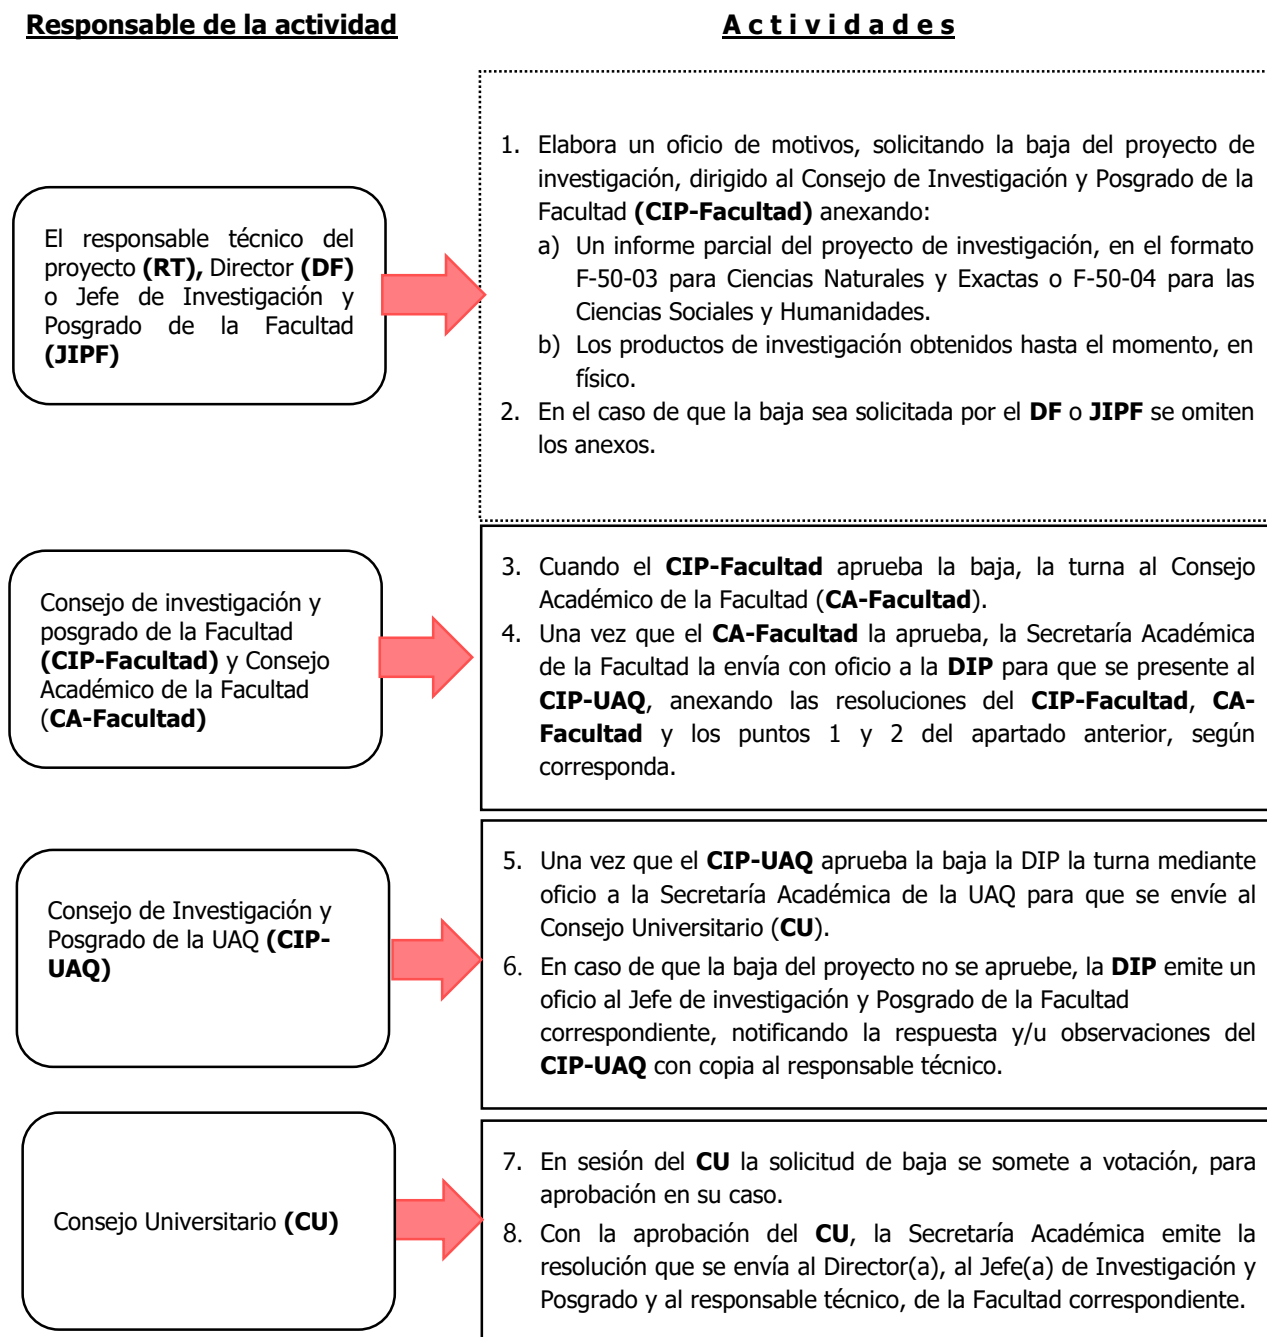 Responsable de la actividad
A c t i v i d a d e s
El responsable técnico del
proyecto (RT), Director (DF)
o Jefe de Investigación y
Posgrado de la Facultad
(JIPF)
1. Elabora un oficio de motivos, solicitando la baja del proyecto de
investigación, dirigido al Consejo de Investigación y Posgrado de la
Facultad (CIP-Facultad) anexando:
a) Un informe parcial del proyecto de investigación, en el formato
F-50-03 para Ciencias Naturales y Exactas o F-50-04 para las
Ciencias Sociales y Humanidades.
b) Los productos de investigación obtenidos hasta el momento, en
físico.
2. En el caso de que la baja sea solicitada por el DF o JIPF se omiten
los anexos.
Consejo de investigación y
posgrado de la Facultad
(CIP-Facultad) y Consejo
Académico de la Facultad
(CA-Facultad)
3. Cuando el CIP-Facultad aprueba la baja, la turna al Consejo
Académico de la Facultad (CA-Facultad).
4. Una vez que el CA-Facultad la aprueba, la Secretaría Académica
de la Facultad la envía con oficio a la DIP para que se presente al
CIP-UAQ, anexando las resoluciones del CIP-Facultad, CA-
Facultad y los puntos 1 y 2 del apartado anterior, según
corresponda.
Consejo de Investigación y
Posgrado de la UAQ (CIP-
UAQ)
5. Una vez que el CIP-UAQ aprueba la baja la DIP la turna mediante
oficio a la Secretaría Académica de la UAQ para que se envíe al
Consejo Universitario (CU).
6. En caso de que la baja del proyecto no se apruebe, la DIP emite un
oficio al Jefe de investigación y Posgrado de la Facultad
correspondiente, notificando la respuesta y/u observaciones del
CIP-UAQ con copia al responsable técnico.
Consejo Universitario (CU)
7. En sesión del CU la solicitud de baja se somete a votación, para
aprobación en su caso.
8. Con la aprobación del CU, la Secretaría Académica emite la
resolución que se envía al Director(a), al Jefe(a) de Investigación y
Posgrado y al responsable técnico, de la Facultad correspondiente.